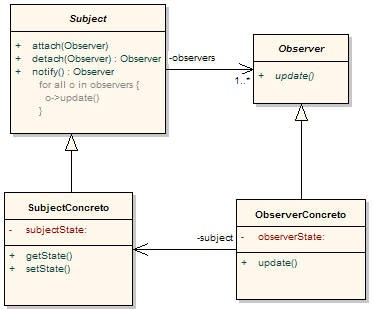 Subject
+ attach(Observer)
+ detach(Observer) : Observer
+ notify() : Observer
for all o in observers {
o->update()
}
-observers
1..*
Observer
+ update()
SubjectConcreto
- subjectState:
+ getState()
+ setState()
-subject
ObserverConcreto
- observerState:
+ update()